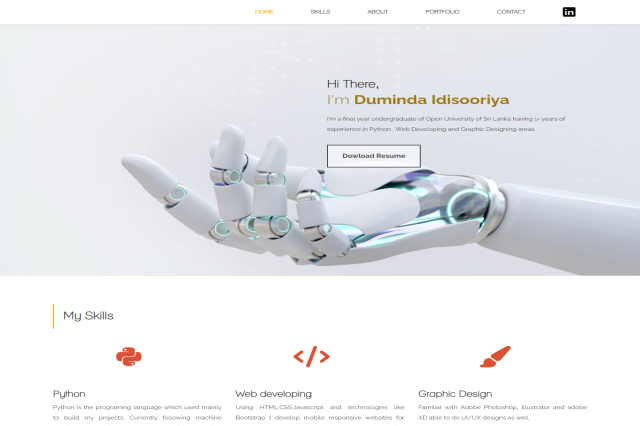 HOME SKILLS ABOUT PORTFOLIO CONTACT in
Hi There,
I'm Duminda Idisooriya
I'm a final year undergraduate of Open University of Sri Lanka having 1+ years of
experience in Python , Web Developing and Graphic Designing areas.
Dowload Resume
My Skills
Python
Python is the programing language which used mainly
to build my projects. Currently following machine
Web developing
Using HTML,CSS,Javascript and technologies like
Bootstrap I develop mobile responsive websites for
Graphic Design
Familiar with Adobe Photoshop, Illustrator and adobe
XD able to do UI/UX designs as well.